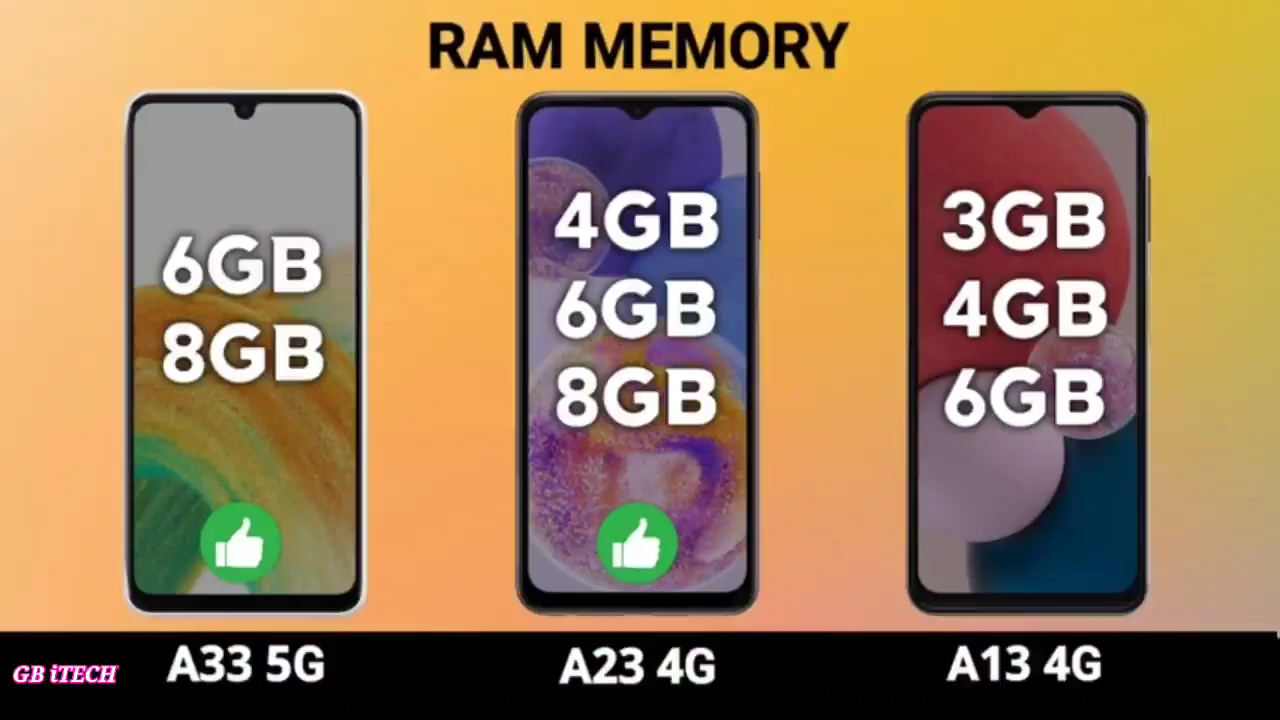 RAM MEMORY
6GB
8GB
4GB
6GB
8GB
3GB
4GB
6GB
A33 5G
A23 4G
A13 4G
GB iTECH